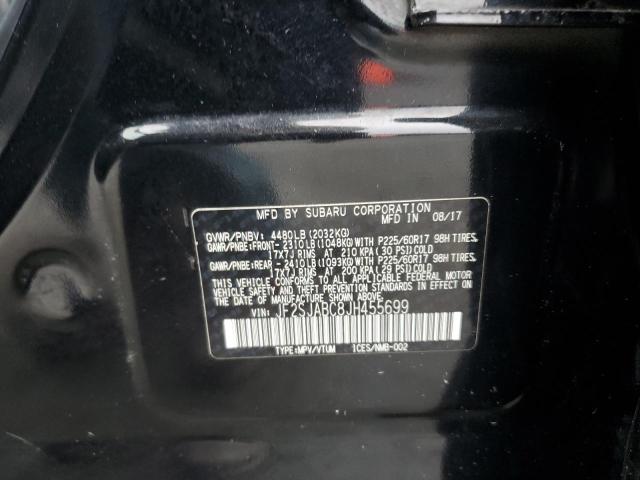 MFD BY SUBARU CORPORATION
MFD IN 08/17
GVWR/PNBV: 4480LB (2032KG)
GAWR/PNBE:FRONT- 2310LB(1048KG)WITH P225/60R17 98H TIRES,
17X7J RIMS AT 210 KPA (30 PSI) COLD
GAWR/PNBE:REAR -2410LB(1093KG)WITH P225/60R17 98H TIRES,
17X7J RIMS AT 200 KPA (29 PSI) COLD
THIS VEHICLE CONFORMS TO ALL APPLICABLE FEDERAL MOTOR
VEHICLE SAFETY AND THEFT PREVENTION STANDARDS IN
EFFECT ON THE DATE OF MANUFACTURE SHOWN ABOVE.
VIN: JF2SJABC8JH455699
TYPE:MPV/VTUM ICES/NMB-002